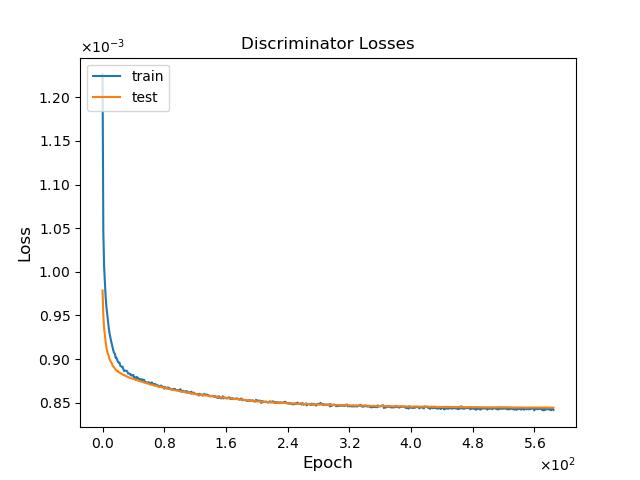 Discriminator Losses
×10⁻³
train
test
1.20
1.15
1.10
1.05
1.00
0.95
0.90
0.85
Loss
0.0 0.8 1.6 2.4 3.2 4.0 4.8 5.6
Epoch
×10²